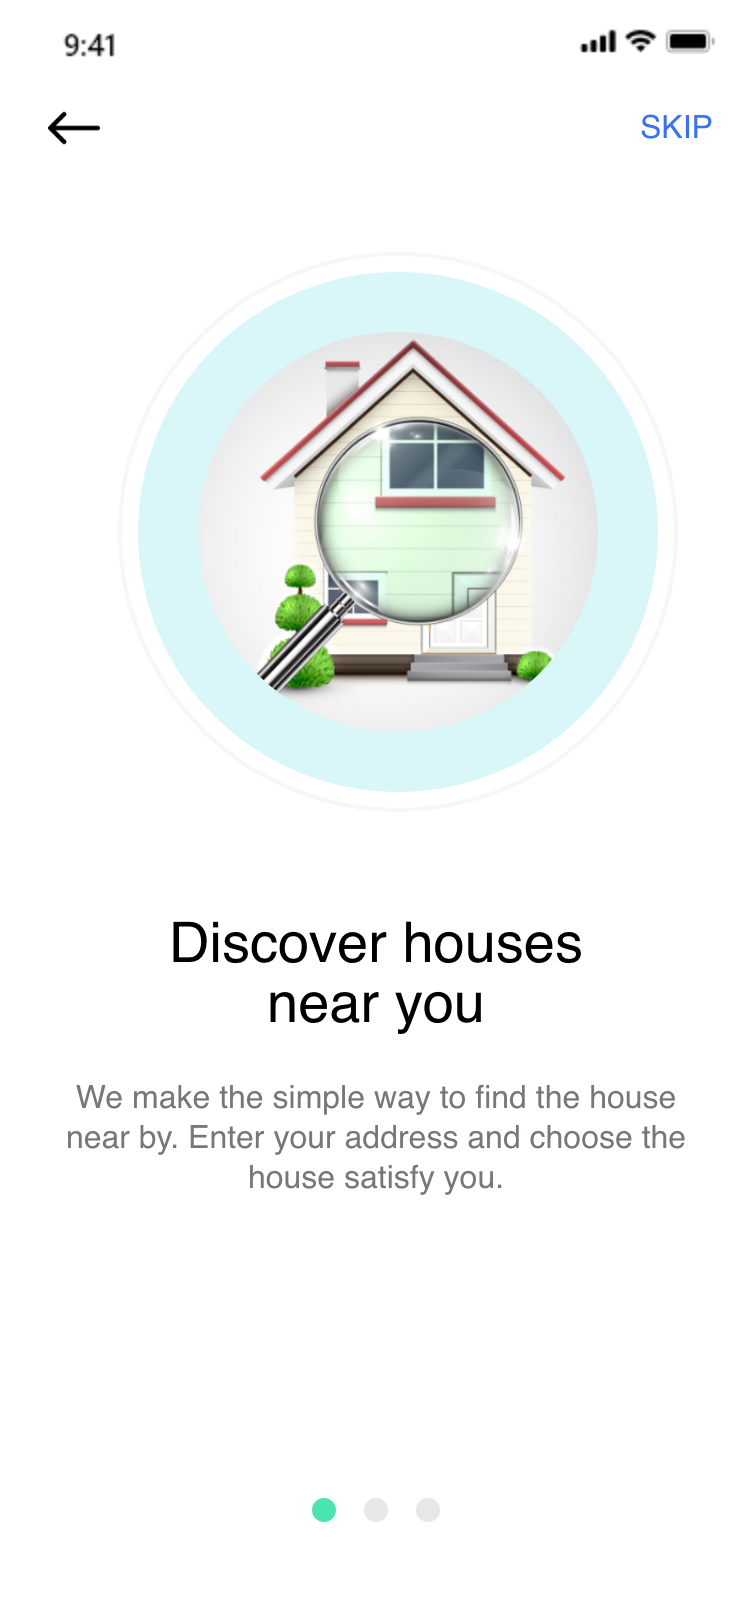 9:41
SKIP
Discover houses
near you
We make the simple way to find the house
near by. Enter your address and choose the
house satisfy you.